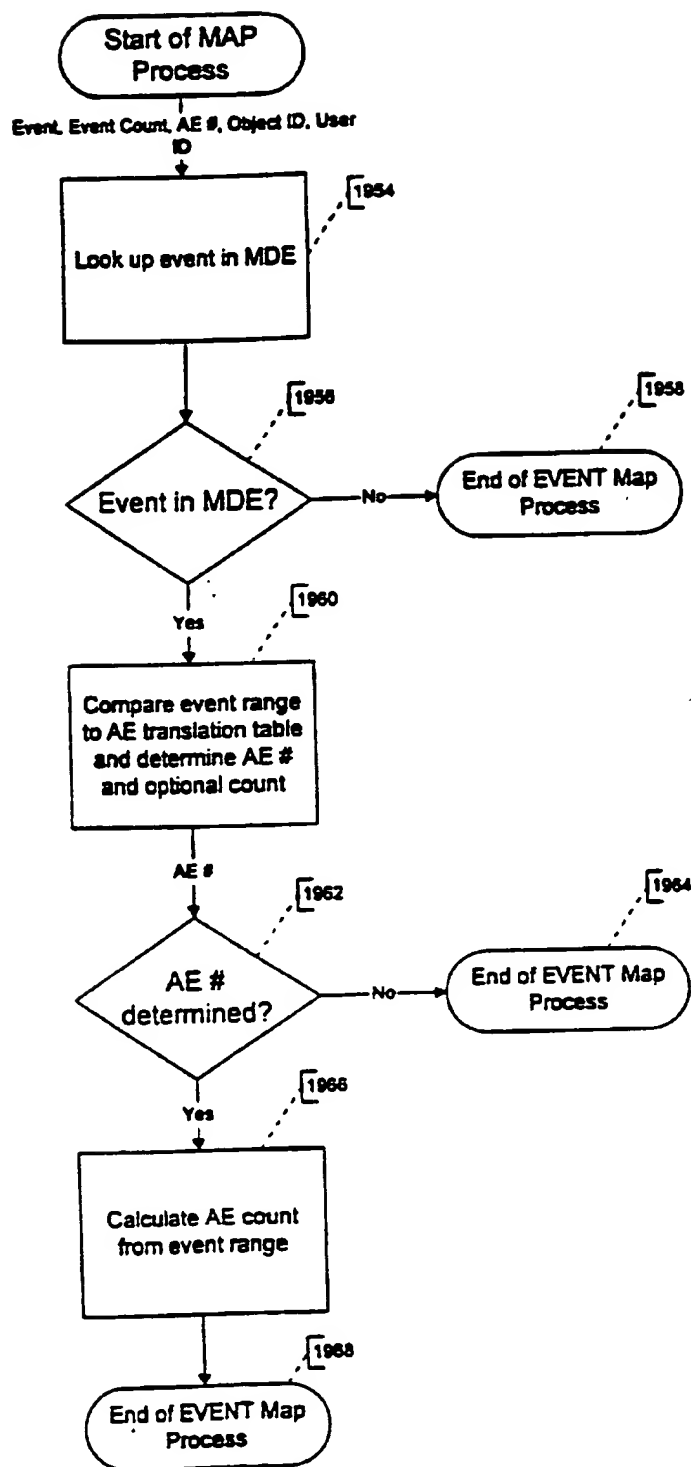 Start of MAP
Process
Event, Event Count, AE #, Object ID, User
ID
1954
Look up event in MDE
1956
Event in MDE?
No
1958
End of EVENT Map
Process
Yes
1960
Compare event range
to AE translation table
and determine AE #
and optional count
AE #
1962
AE #
determined?
No
1964
End of EVENT Map
Process
Yes
1966
Calculate AE count
from event range
1968
End of EVENT Map
Process